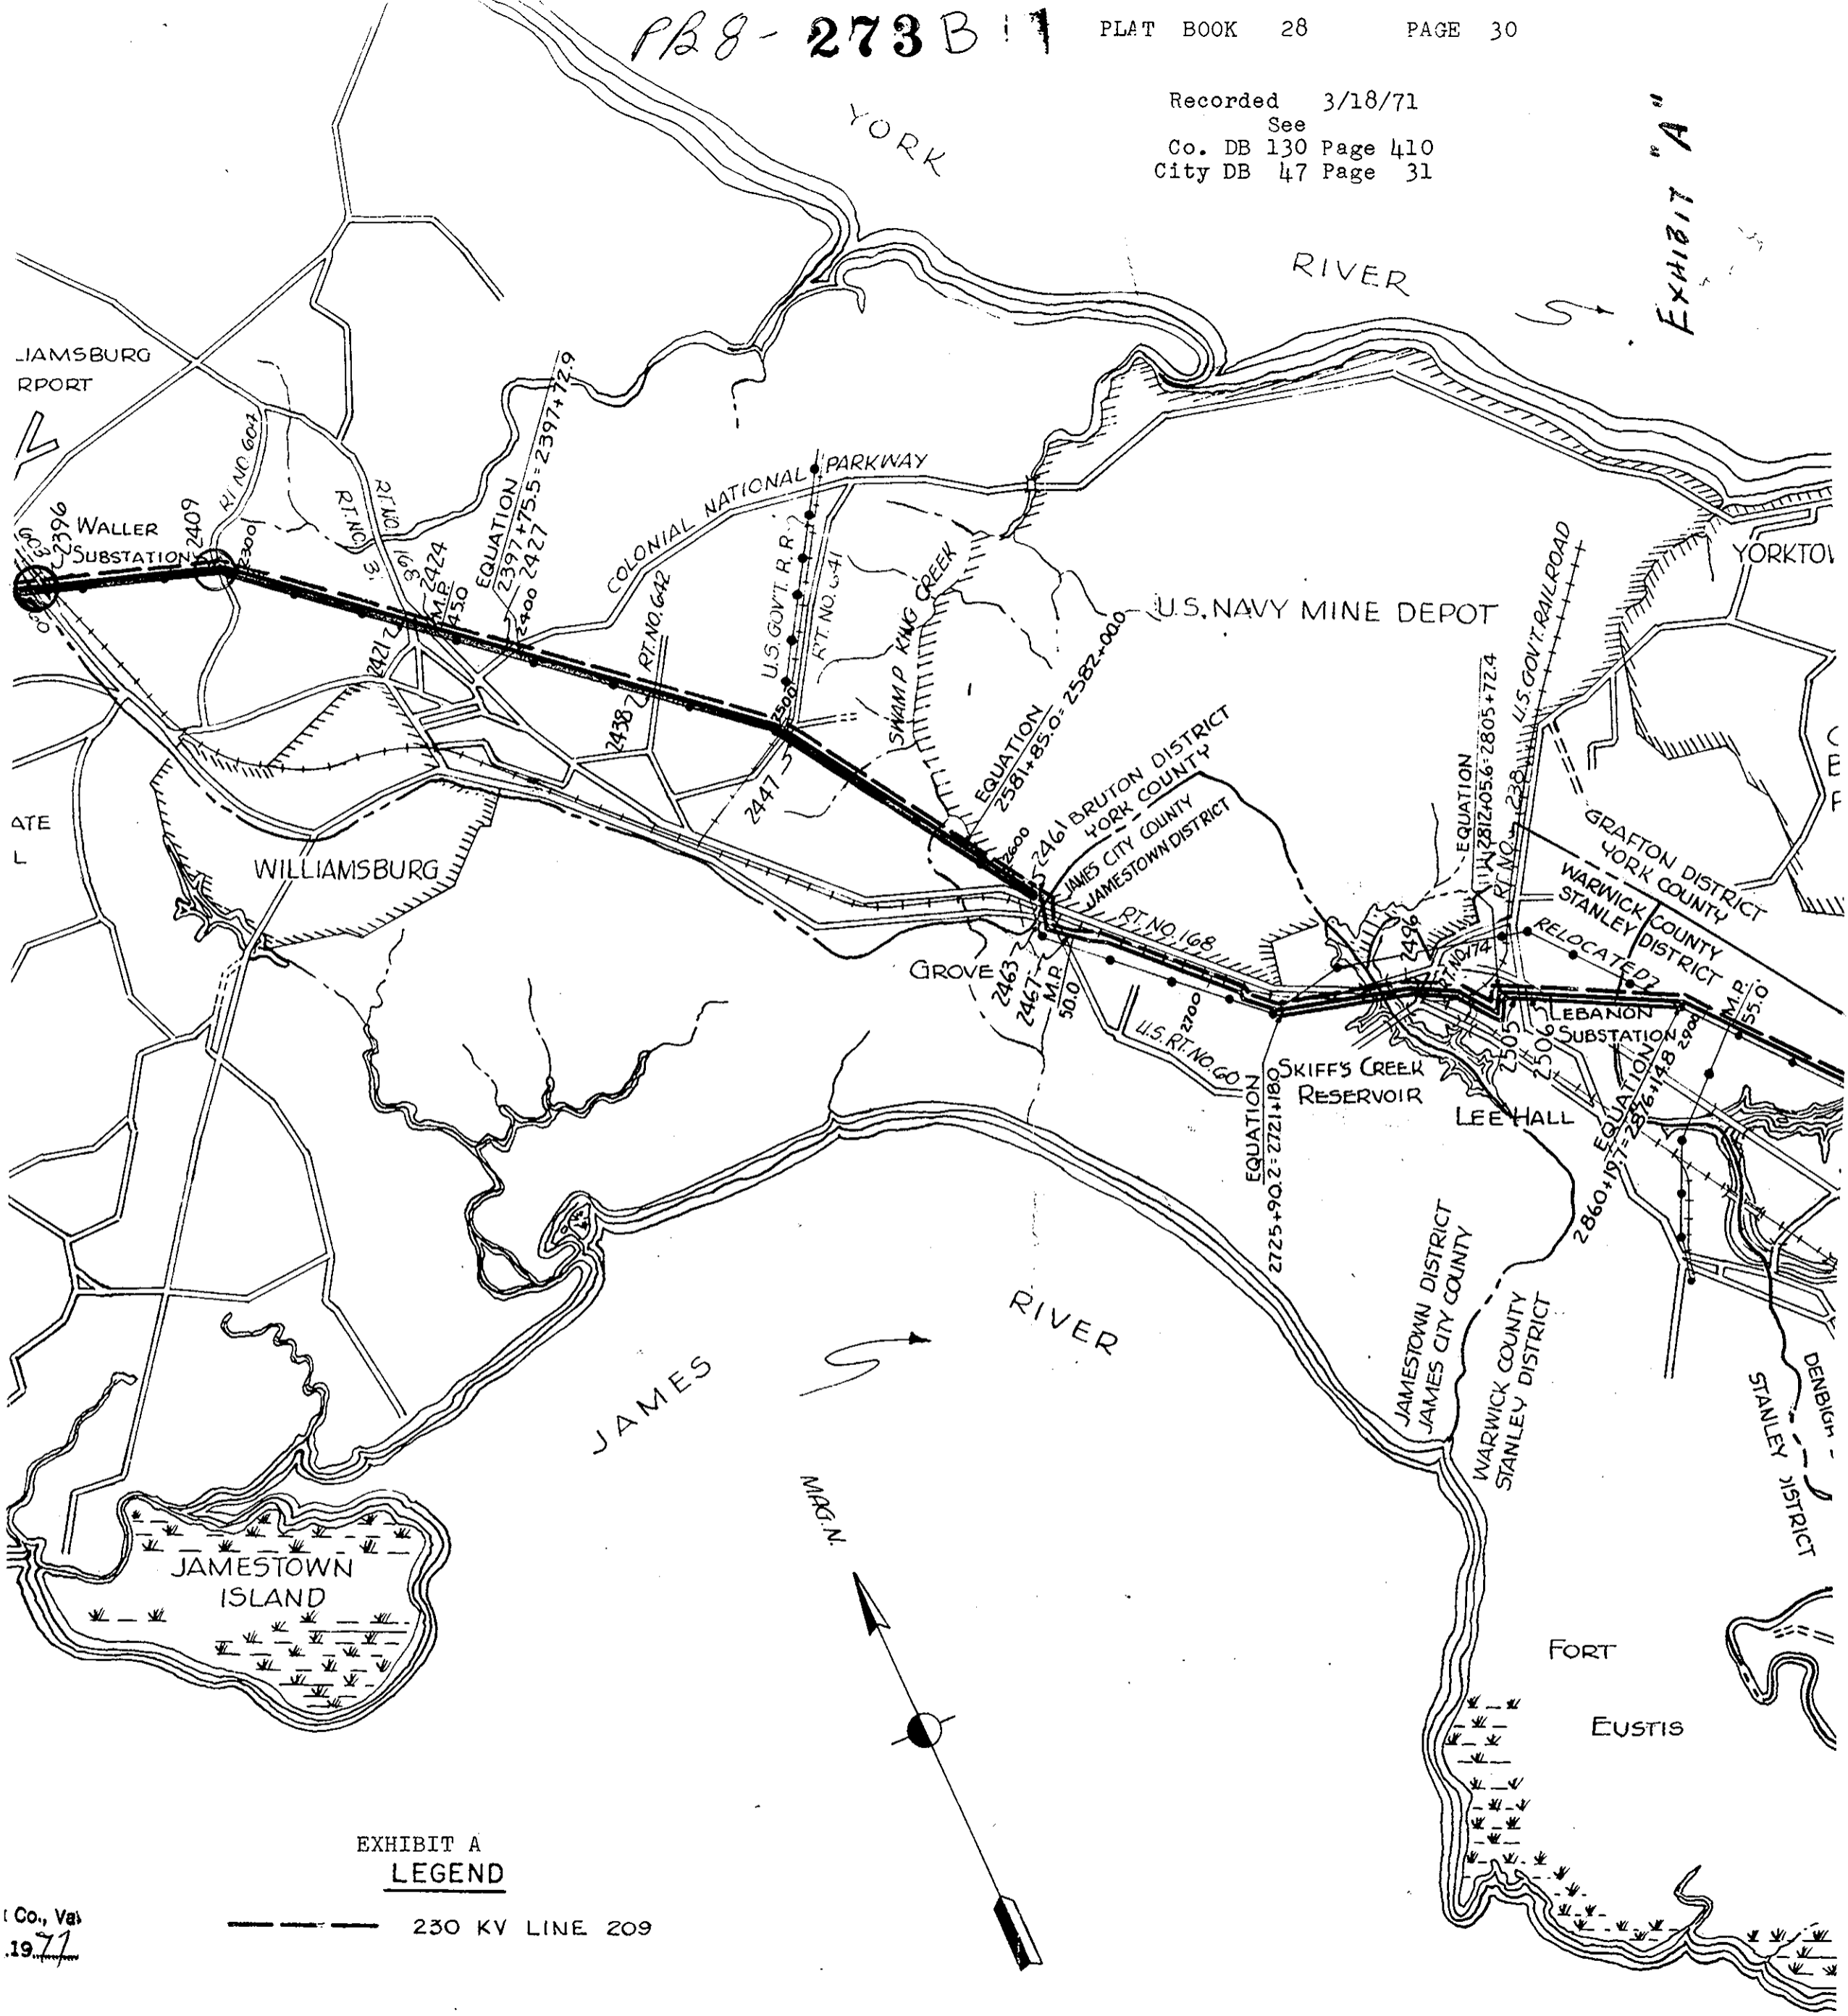 PB8- 273 B
PLAT BOOK 28 PAGE 30
Recorded 3/18/71
See
Co. DB 130 Page 410
City DB 47 Page 31
EXHIBIT "A"
YORK
RIVER
JAMSBURG
RPORT
RT NO 604
2396
WALLER
SUBSTATION
2409
2300
RT. NO. 31
RT. NO. 168
2421
2424
M.P.
45.0
EQUATION
2397+75.5=2397+72.9
2400
2427
COLONIAL NATIONAL PARKWAY
2438
RT. NO. 642
U.S. GOV'T. R.R.
RT. NO. 641
2500
2447
SWAMP KING CREEK
U.S. NAVY MINE DEPOT
EQUATION
2581+85.0=2582+00.0
2600
2461
BRUTON DISTRICT
YORK COUNTY
JAMES CITY COUNTY
JAMESTOWN DISTRICT
EQUATION
2812+05.6=2805+72.4
RT. NO. 238
U.S. GOVT. RAILROAD
YORKTOW
GRAFTON DISTRICT
YORK COUNTY
WARWICK COUNTY
STANLEY DISTRICT
ATE
L
WILLIAMSBURG
GROVE
2463
2467
M.P.
50.0
RT. NO. 168
2700
U.S. RT. NO. 60
2496
RT. NO. 174
RELOCATED
2505
2506
LEBANON
SUBSTATION
2900
M.P.
55.0
EQUATION
2725+90.2=2721+18.0
SKIFF'S CREEK
RESERVOIR
LEE HALL
EQUATION
2860+19.7=2876+14.8
JAMESTOWN DISTRICT
JAMES CITY COUNTY
WARWICK COUNTY
STANLEY DISTRICT
DENBIGH
STANLEY DISTRICT
JAMES
RIVER
MAG. N.
JAMESTOWN
ISLAND
FORT
EUSTIS
EXHIBIT A
LEGEND
230 KV LINE 209
Co., Va
.1971